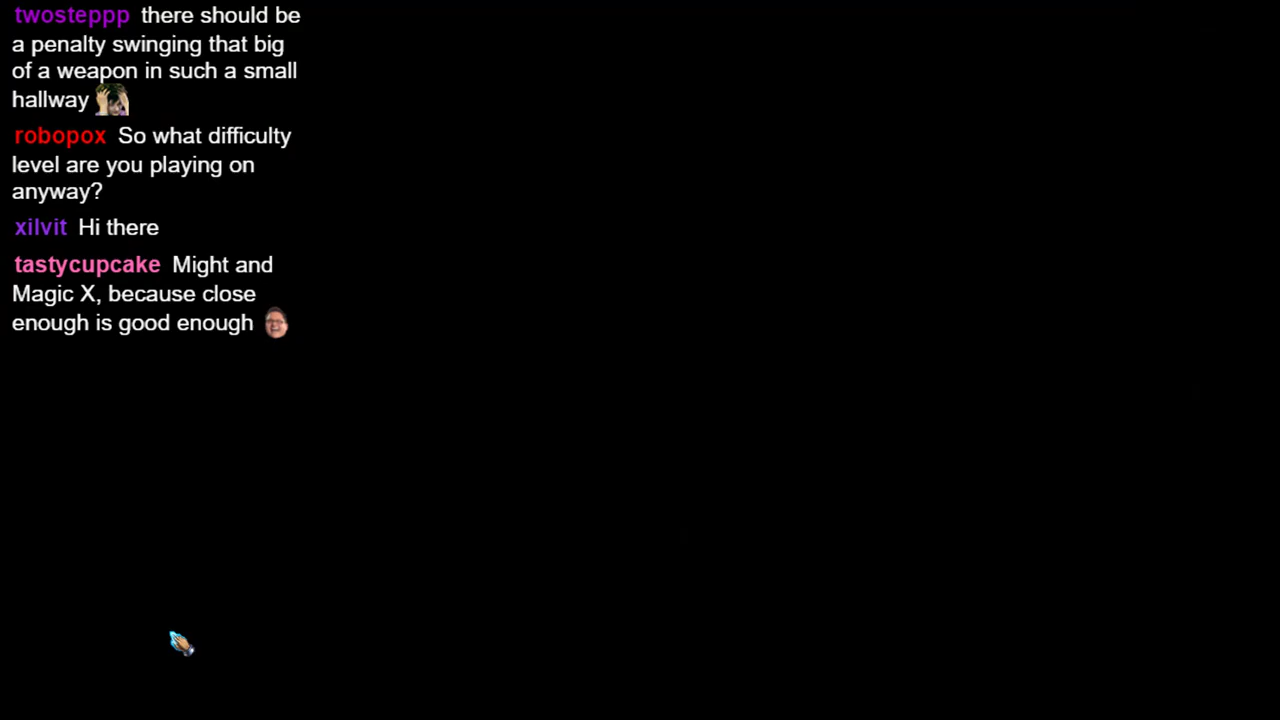 twosteppp there should be
a penalty swinging that big
of a weapon in such a small
hallway
robopox So what difficulty
level are you playing on
anyway?
xilvit Hi there
tastycupcake Might and
Magic X, because close
enough is good enough